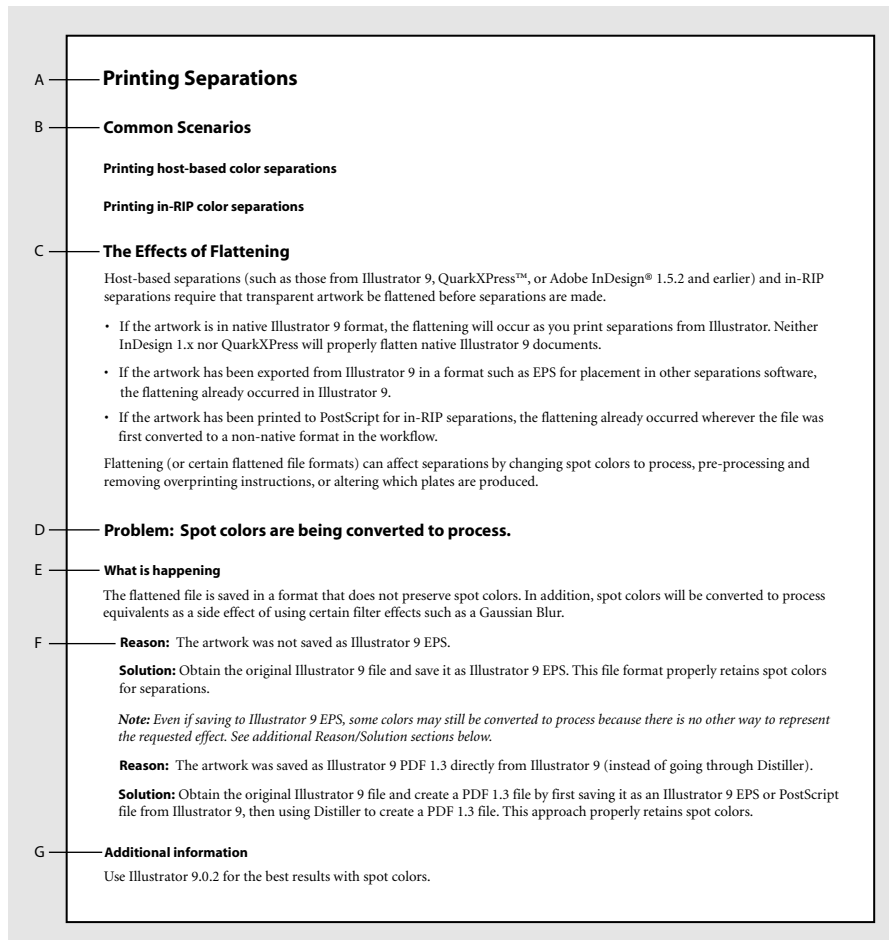 A Printing Separations
B Common Scenarios
Printing host-based color separations
Printing in-RIP color separations
C The Effects of Flattening
Host-based separations (such as those from Illustrator 9, QuarkXPress™, or Adobe InDesign® 1.5.2 and earlier) and in-RIP
separations require that transparent artwork be flattened before separations are made.
• If the artwork is in native Illustrator 9 format, the flattening will occur as you print separations from Illustrator. Neither
InDesign 1.x nor QuarkXPress will properly flatten native Illustrator 9 documents.
• If the artwork has been exported from Illustrator 9 in a format such as EPS for placement in other separations software,
the flattening already occurred in Illustrator 9.
• If the artwork has been printed to PostScript for in-RIP separations, the flattening already occurred wherever the file was
first converted to a non-native format in the workflow.
Flattening (or certain flattened file formats) can affect separations by changing spot colors to process, pre-processing and
removing overprinting instructions, or altering which plates are produced.
D Problem: Spot colors are being converted to process.
E What is happening
The flattened file is saved in a format that does not preserve spot colors. In addition, spot colors will be converted to process
equivalents as a side effect of using certain filter effects such as a Gaussian Blur.
F Reason: The artwork was not saved as Illustrator 9 EPS.
Solution: Obtain the original Illustrator 9 file and save it as Illustrator 9 EPS. This file format properly retains spot colors
for separations.
Note: Even if saving to Illustrator 9 EPS, some colors may still be converted to process because there is no other way to represent
the requested effect. See additional Reason/Solution sections below.
Reason: The artwork was saved as Illustrator 9 PDF 1.3 directly from Illustrator 9 (instead of going through Distiller).
Solution: Obtain the original Illustrator 9 file and create a PDF 1.3 file by first saving it as an Illustrator 9 EPS or PostScript
file from Illustrator 9, then using Distiller to create a PDF 1.3 file. This approach properly retains spot colors.
G Additional information
Use Illustrator 9.0.2 for the best results with spot colors.